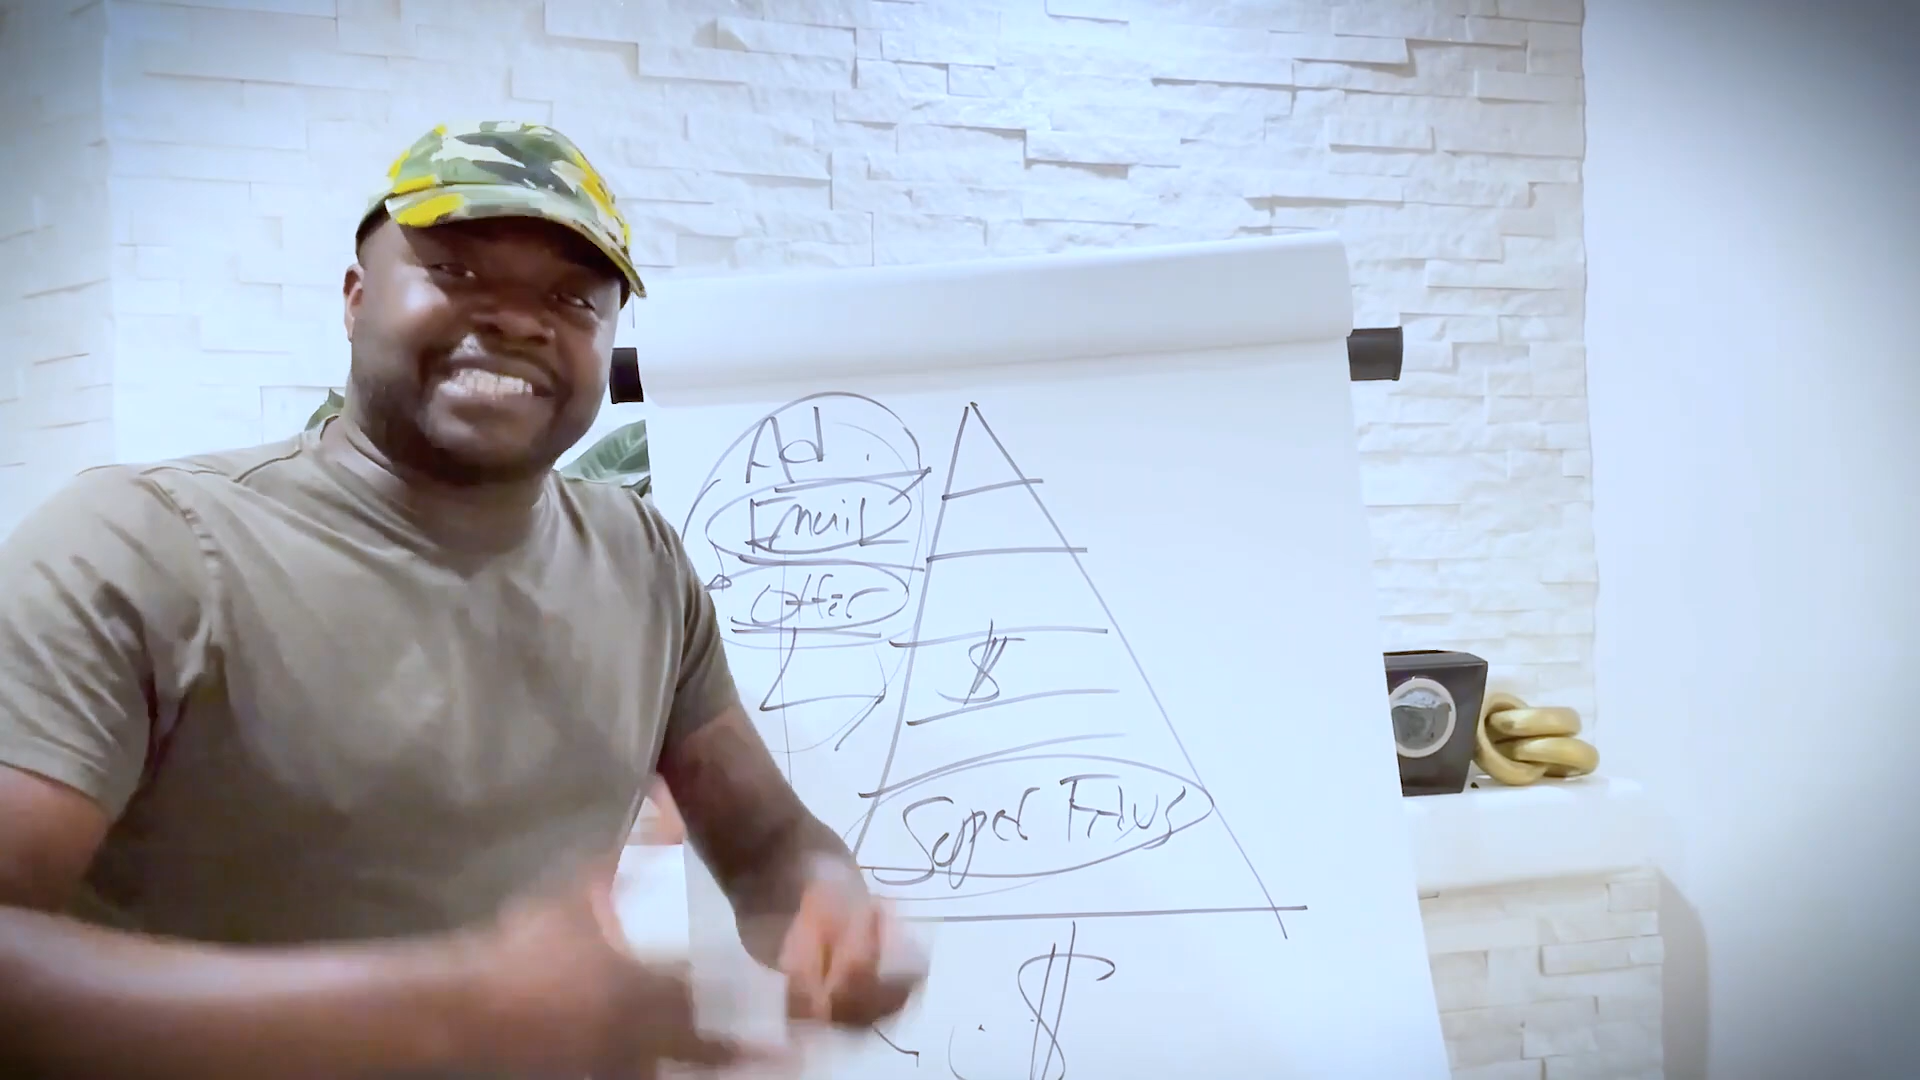 Ad.
Email
Offer
$
Super Fans
$